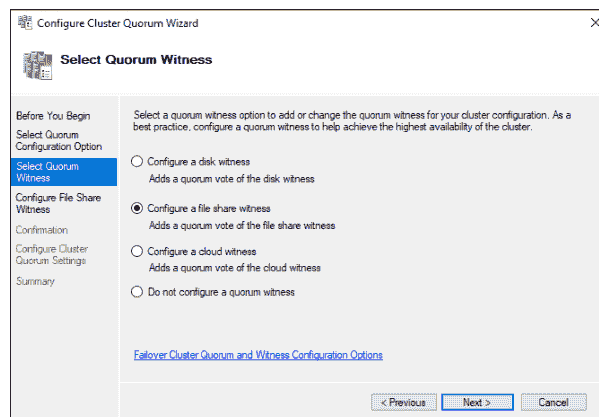 Configure Cluster Quorum Wizard
Select Quorum Witness
Before You Begin
Select Quorum
Configuration Option
Select Quorum
Witness
Configure File Share
Witness
Confirmation
Configure Cluster
Quorum Settings
Summary
Select a quorum witness option to add or change the quorum witness for your cluster configuration. As a
best practice, configure a quorum witness to help achieve the highest availability of the cluster.
Configure a disk witness
Adds a quorum vote of the disk witness
Configure a file share witness
Adds a quorum vote of the file share witness
Configure a cloud witness
Adds a quorum vote of the cloud witness
Do not configure a quorum witness
Failover Cluster Quorum and Witness Configuration Options
< Previous
Next >
Cancel